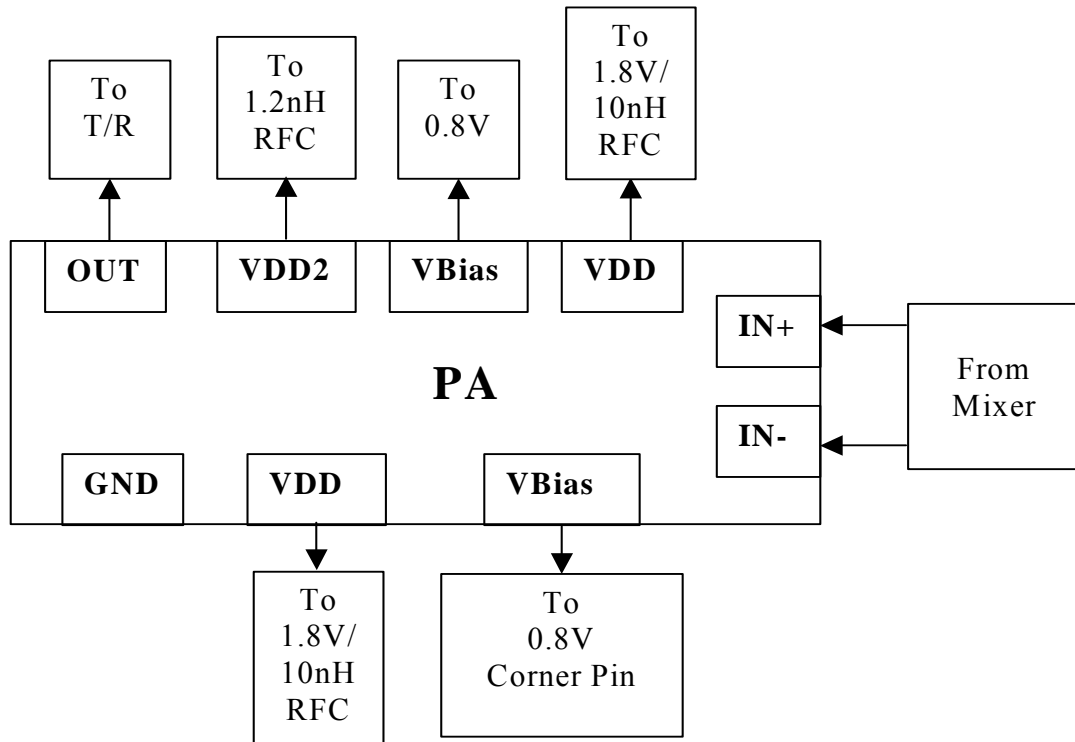 To
T/R
To
1.2nH
RFC
To
0.8V
To
1.8V/
10nH
RFC
OUT
VDD2
VBias
VDD
IN+
PA
From
Mixer
IN-
GND
VDD
VBias
To
1.8V/
10nH
RFC
To
0.8V
Corner Pin